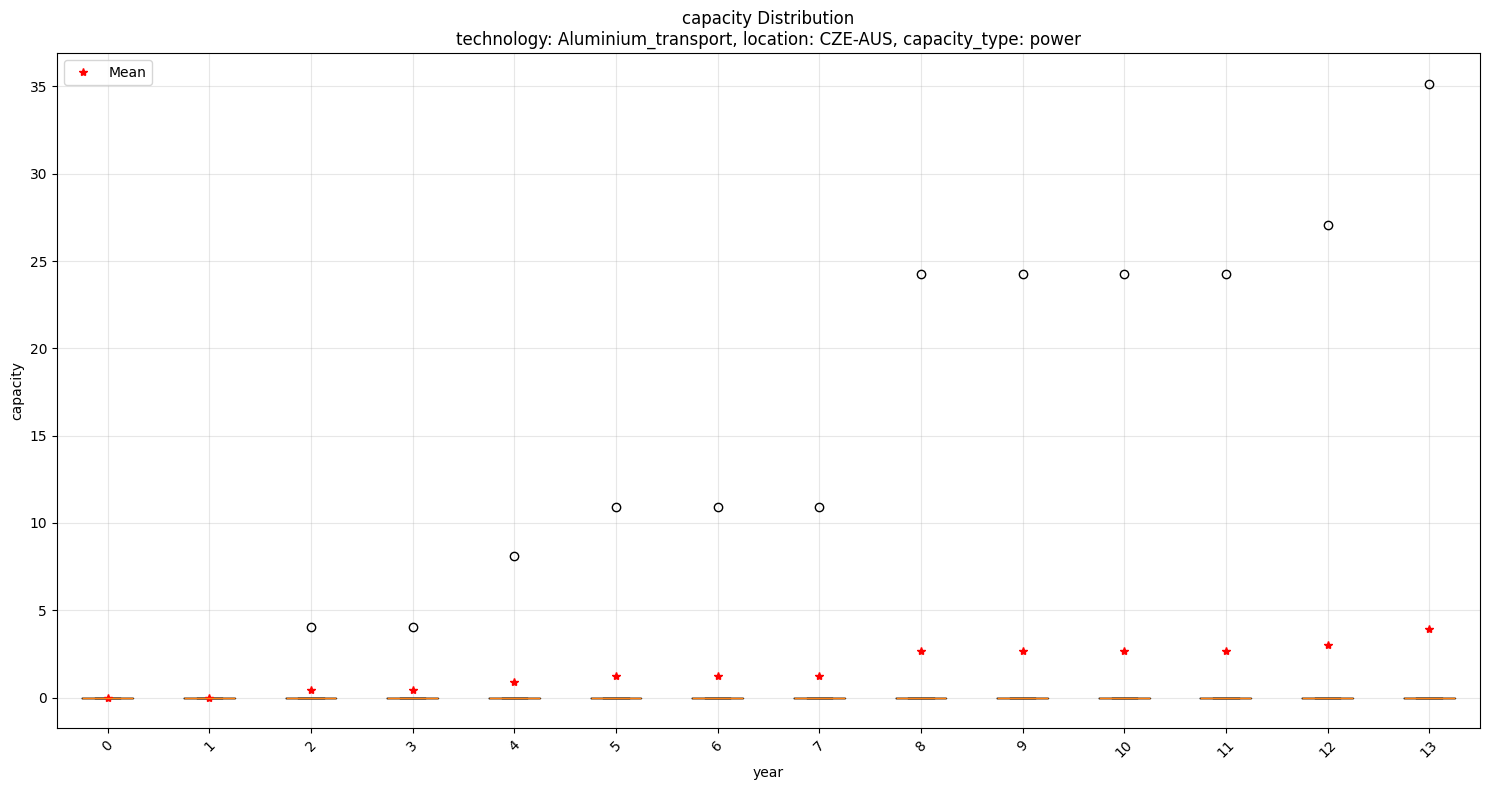 capacity Distribution
technology: Aluminium_transport, location: CZE-AUS, capacity_type: power
Mean
35
30
25
20
15
10
5
0
capacity
0 1 2 3 4 5 6 7 8 9 10 11 12 13
year